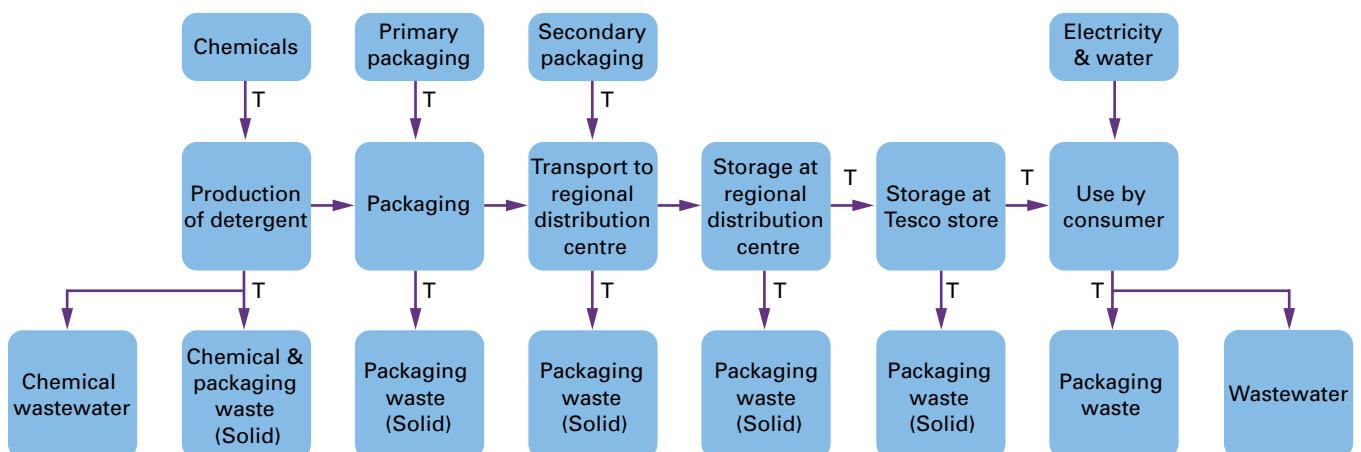 Chemicals
Primary
packaging
Secondary
packaging
Electricity
& water
T
T
T
Production
of detergent
Packaging
Transport to
regional
distribution
centre
Storage at
regional
distribution
centre
T
Storage at
Tesco store
T
Use by
consumer
T
T
T
T
T
T
Chemical
wastewater
Chemical &
packaging
waste
(Solid)
Packaging
waste
(Solid)
Packaging
waste
(Solid)
Packaging
waste
(Solid)
Packaging
waste
(Solid)
Packaging
waste
Wastewater